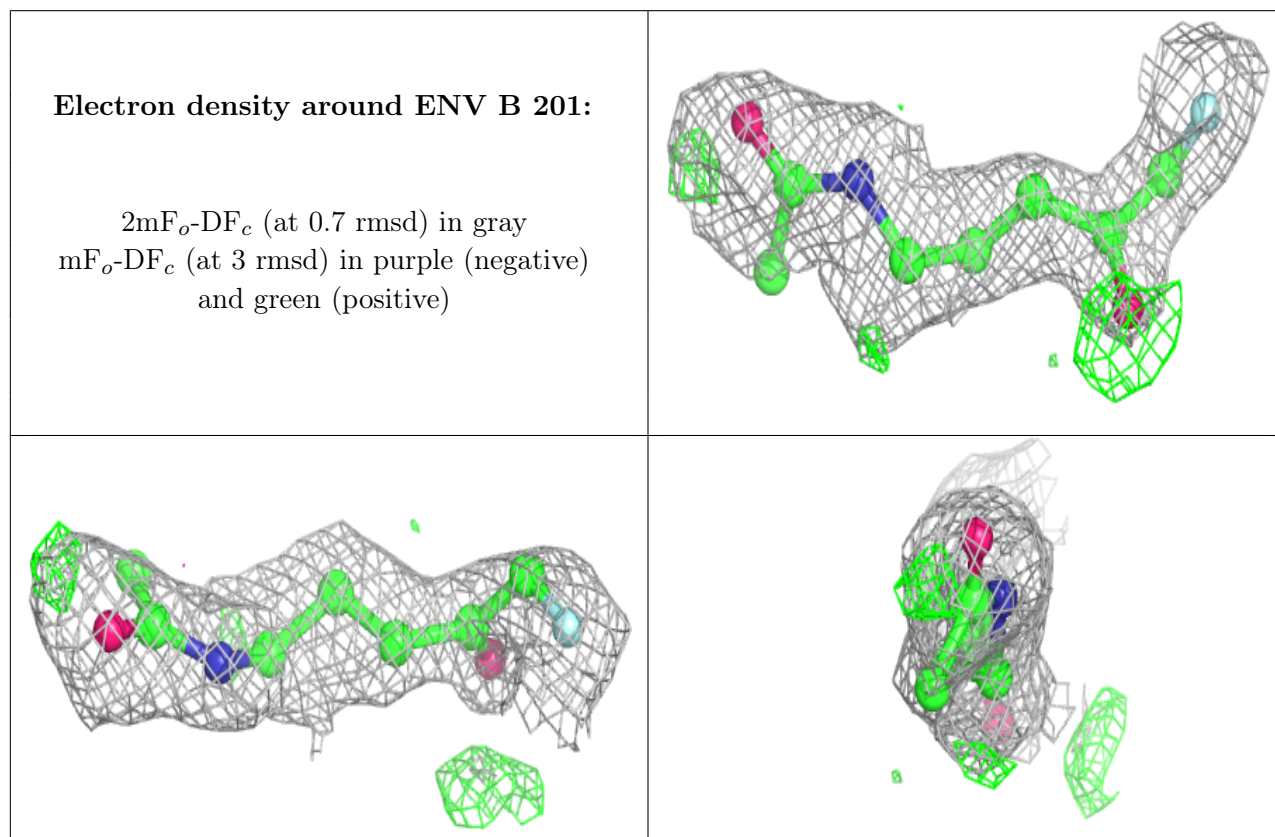 Electron density around ENV B 201:
2mFₒ-DF𝒸 (at 0.7 rmsd) in gray
mFₒ-DF𝒸 (at 3 rmsd) in purple (negative)
and green (positive)